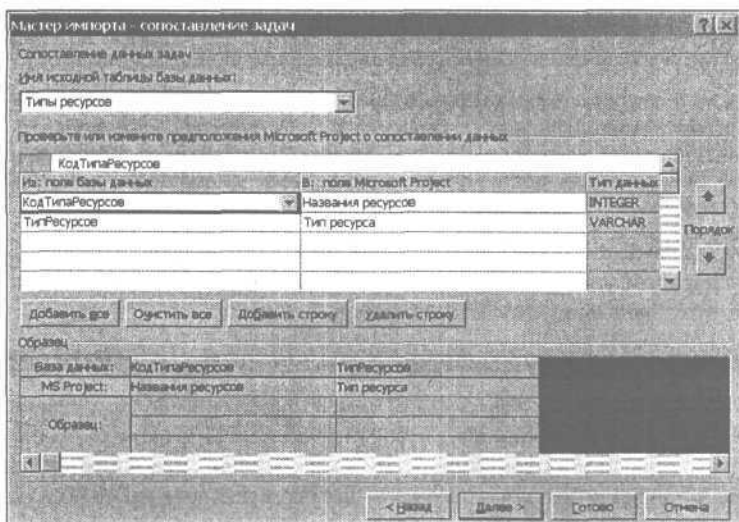 Мастер импорта - сопоставление задач
Сопоставление данных задач
Имя исходной таблицы базы данных:
Типы ресурсов
Проверьте или измените предположения Microsoft Project о сопоставлении данных
КодТипаРесурсов
Из: поле базы данных В: поле Microsoft Project Тип данных
КодТипаРесурсов Названия ресурсов INTEGER
ТипРесурсов Тип ресурса VARCHAR
Порядок
Добавить все Очистить все Добавить строку Удалить строку
Образец
База данных: КодТипаРесурсов ТипРесурсов
MS Project: Названия ресурсов Тип ресурса
Образец:
< Назад Далее > Готово Отмена